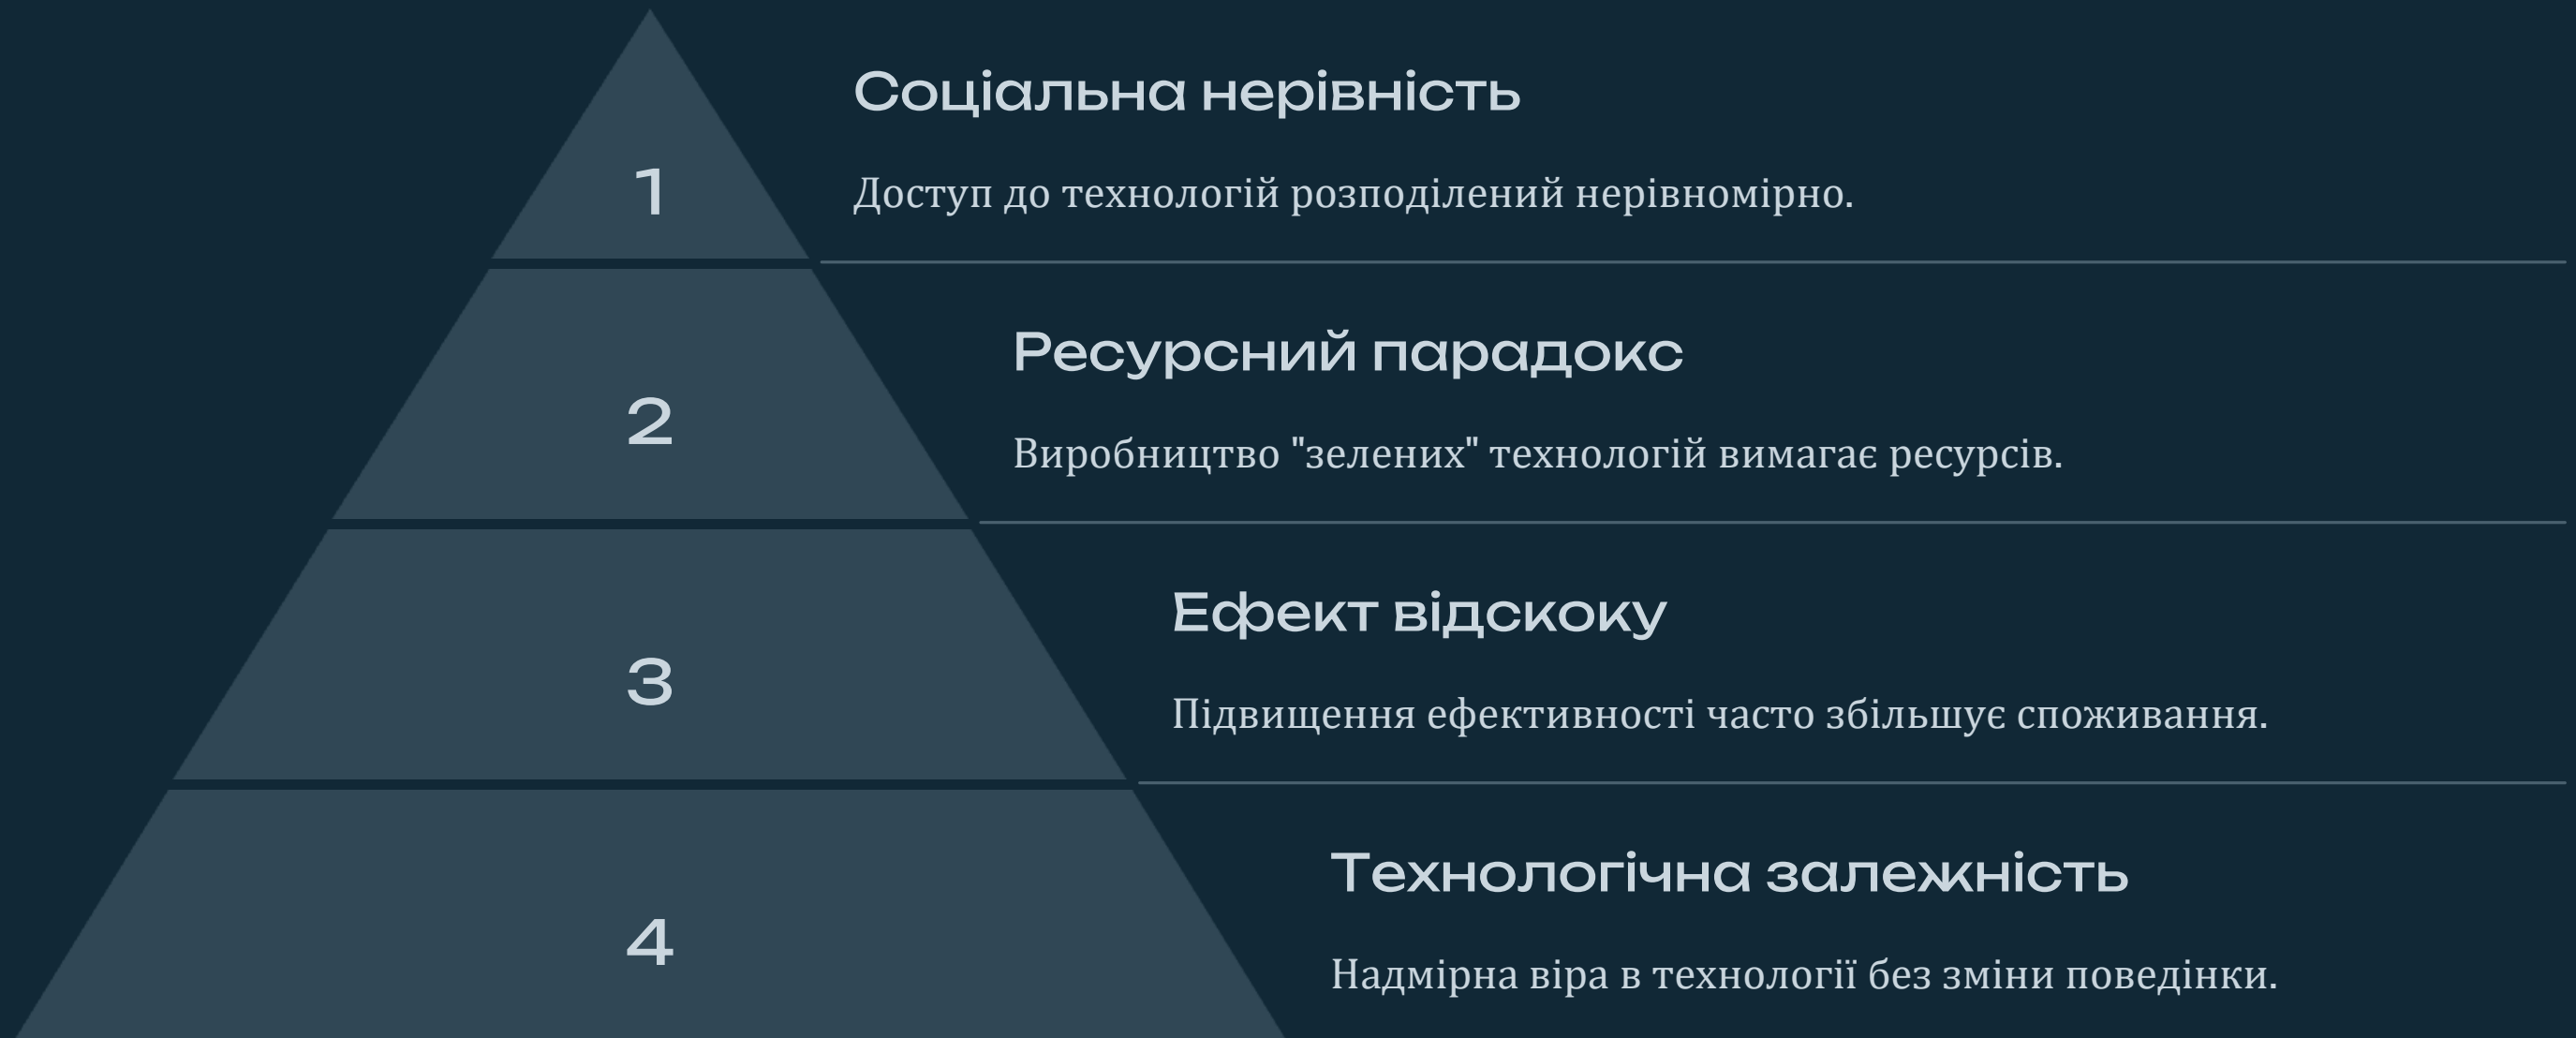 Соціальна нерівність
1
Доступ до технологій розподілений нерівномірно.
Ресурсний парадокс
2
Виробництво "зелених" технологій вимагає ресурсів.
Ефект відскоку
3
Підвищення ефективності часто збільшує споживання.
Технологічна залежність
4
Надмірна віра в технології без зміни поведінки.